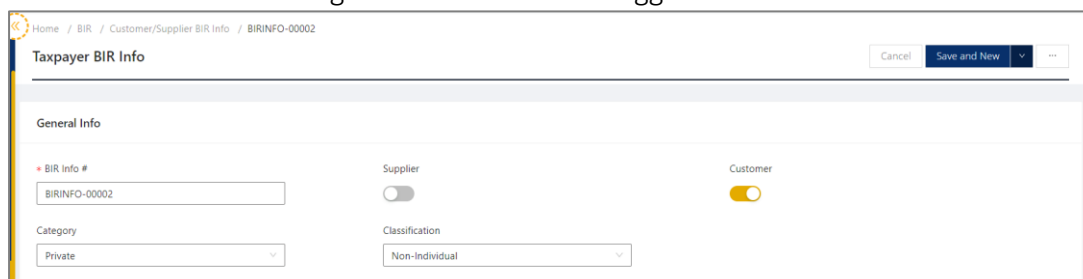 Home / BIR / Customer/Supplier BIR Info / BIRINFO-00002
Taxpayer BIR Info
Cancel Save and New ...
General Info
* BIR Info # Supplier Customer
BIRINFO-00002
Category Classification
Private Non-Individual